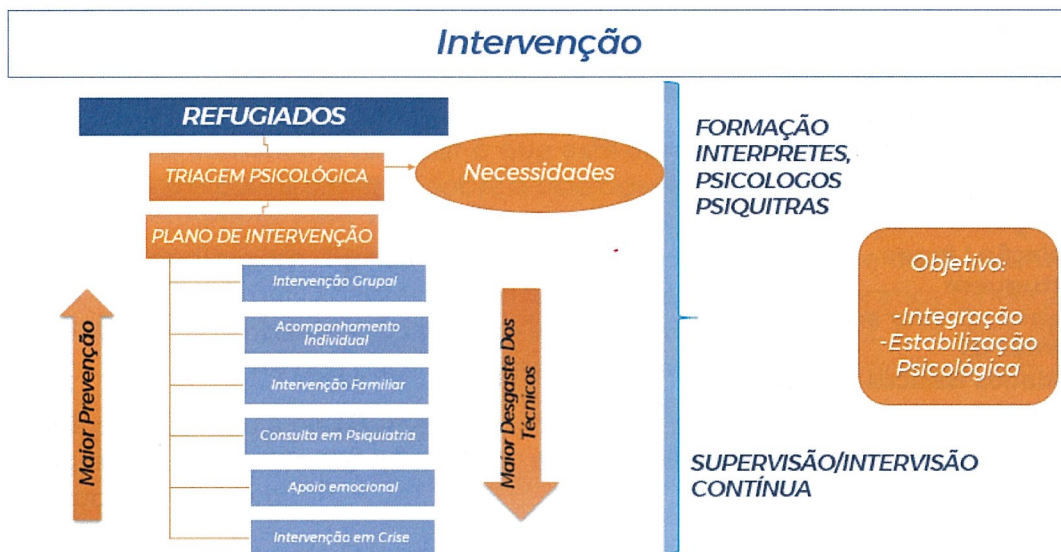 Intervenção
REFUGIADOS
TRIAGEM PSICOLÓGICA
Necessidades
PLANO DE INTERVENÇÃO
Intervenção Grupal
Acompanhamento
Individual
Intervenção Familiar
Consulta em Psiquiatria
Apoio emocional
Intervenção em Crise
Maior Prevenção
Maior Desgaste Dos
Técnicos
FORMAÇÃO
INTERPRETES,
PSICOLOGOS
PSIQUITRAS
SUPERVISÃO/INTERVISÃO
CONTÍNUA
Objetivo:
-Integração
-Estabilização
Psicológica